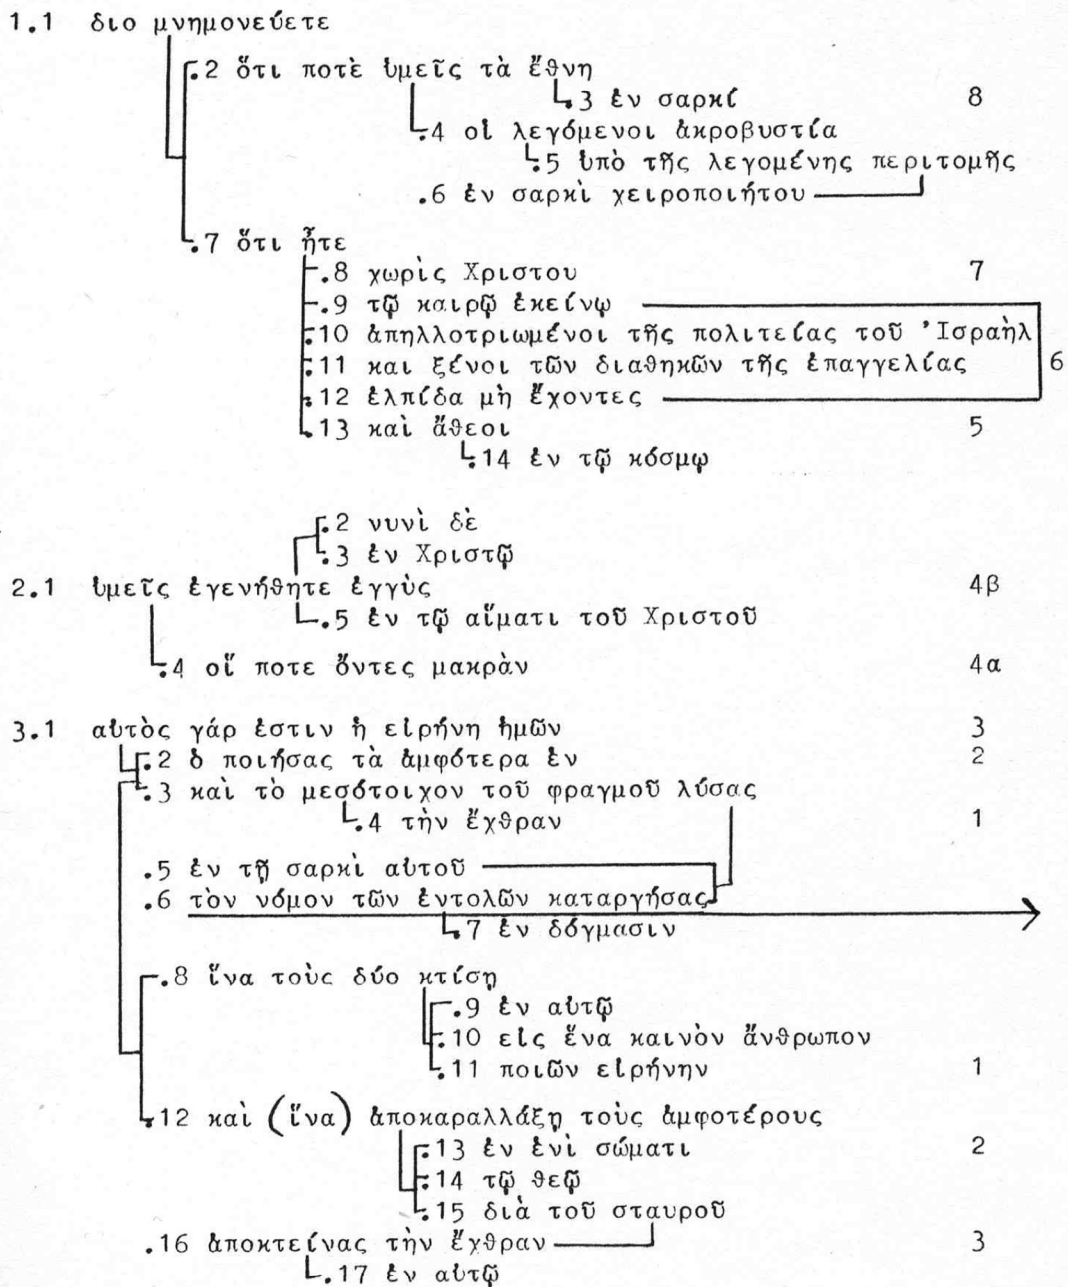 1.1 διο μνημονεύετε
.2 ὅτι ποτὲ ὑμεῖς τὰ ἔθνη
.3 ἐν σαρκί 8
.4 οἱ λεγόμενοι ἀκροβυστία
.5 ὑπὸ τῆς λεγομένης περιτομῆς
.6 ἐν σαρκὶ χειροποιήτου
.7 ὅτι ἦτε
.8 χωρὶς Χριστου 7
.9 τῷ καιρῷ ἐκείνῳ
.10 ἀπηλλοτριωμένοι τῆς πολιτείας τοῦ Ἰσραὴλ
.11 και ξένοι τῶν διαθηκῶν τῆς ἐπαγγελίας 6
.12 ἐλπίδα μὴ ἔχοντες
.13 καὶ ἄθεοι 5
.14 ἐν τῷ κόσμῳ
.2 νυνὶ δὲ
.3 ἐν Χριστῷ
2.1 ὑμεῖς ἐγενήθητε ἐγγὺς 4β
.5 ἐν τῷ αἵματι τοῦ Χριστοῦ
.4 οἵ ποτε ὄντες μακρὰν 4α
3.1 αὐτὸς γάρ ἐστιν ἡ εἰρήνη ἡμῶν 3
.2 ὁ ποιήσας τὰ ἀμφότερα ἐν 2
.3 καὶ τὸ μεσότοιχον τοῦ φραγμοῦ λύσας
.4 τὴν ἔχθραν 1
.5 ἐν τῇ σαρκὶ αὐτοῦ
.6 τὸν νόμον τῶν ἐντολῶν καταργήσας
.7 ἐν δόγμασιν
.8 ἵνα τοὺς δύο κτίσῃ
.9 ἐν αὐτῷ
.10 εἰς ἕνα καινὸν ἄνθρωπον
.11 ποιῶν εἰρήνην 1
.12 καὶ (ἵνα) ἀποκαραλλάξῃ τοὺς ἀμφοτέρους
.13 ἐν ἑνὶ σώματι 2
.14 τῷ θεῷ
.15 διὰ τοῦ σταυροῦ
.16 ἀποκτείνας τὴν ἔχθραν 3
.17 ἐν αὐτῷ